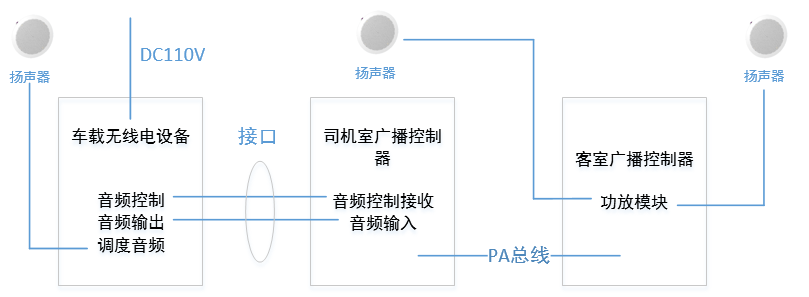 DC110V
扬声器
扬声器
扬声器
车载无线电设备
音频控制
音频输出
调度音频
接口
司机室广播控制
器
音频控制接收
音频输入
PA总线
客室广播控制器
功放模块